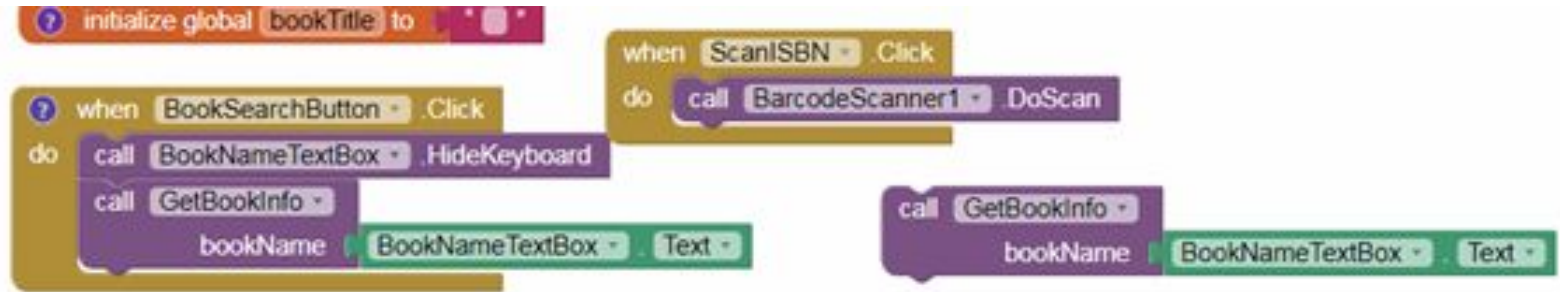 ? initialize global bookTitle to " "
when ScanISBN .Click
do call BarcodeScanner1 .DoScan
? when BookSearchButton .Click
do call BookNameTextBox .HideKeyboard
call GetBookInfo
bookName BookNameTextBox . Text
call GetBookInfo
bookName BookNameTextBox . Text